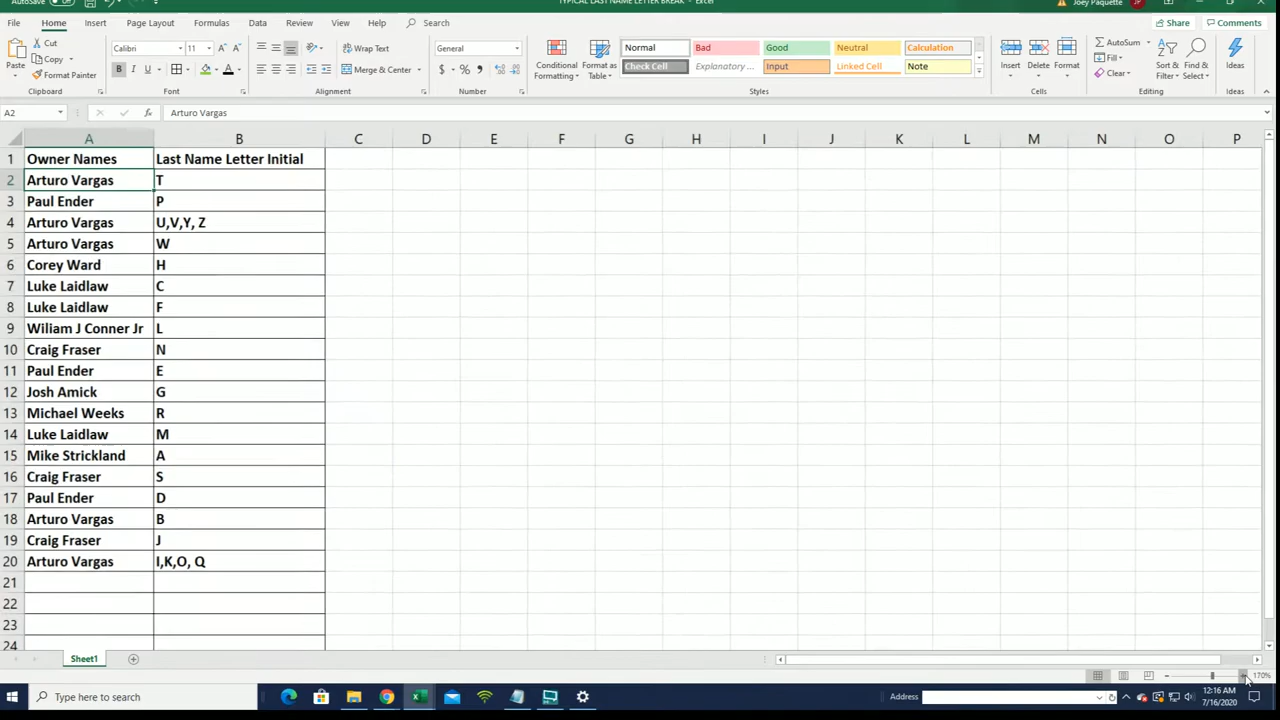 AutoSave Off TYPICAL LAST NAME LETTER BREAK - Excel Joey Paquette JP
File Home Insert Page Layout Formulas Data Review View Help Search Share Comments
Paste Cut Copy Format Painter Clipboard
Calibri 11 A A B I U A Font
Wrap Text Merge & Center Alignment
General $ % , Number
Conditional Formatting Format as Table
Normal Bad Good Neutral Calculation
Check Cell Explanatory ... Input Linked Cell Note
Styles
Insert Delete Format Cells
AutoSum Fill Clear Sort & Filter Find & Select Editing
Ideas Ideas
A2 fx Arturo Vargas
A B C D E F G H I J K L M N O P
1 Owner Names Last Name Letter Initial
2 Arturo Vargas T
3 Paul Ender P
4 Arturo Vargas U,V,Y, Z
5 Arturo Vargas W
6 Corey Ward H
7 Luke Laidlaw C
8 Luke Laidlaw F
9 Wiliam J Conner Jr L
10 Craig Fraser N
11 Paul Ender E
12 Josh Amick G
13 Michael Weeks R
14 Luke Laidlaw M
15 Mike Strickland A
16 Craig Fraser S
17 Paul Ender D
18 Arturo Vargas B
19 Craig Fraser J
20 Arturo Vargas I,K,O, Q
21
22
23
24
Sheet1
170%
Type here to search Address 12:16 AM
7/16/2020